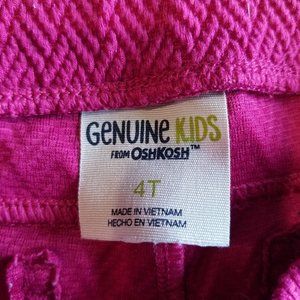 GENUINE KIDS
FROM OSHKOSH™
4T
MADE IN VIETNAM
HECHO EN VIETNAM